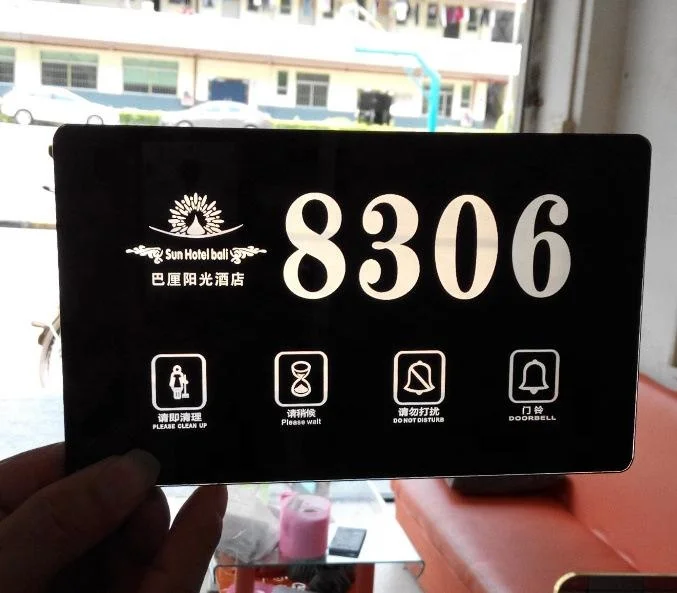 Sun Hotel bali
巴厘阳光酒店
8306
请即清理
PLEASE CLEAN UP
请稍候
Please wait
请勿打扰
DO NOT DISTURB
门 铃
DOORBELL